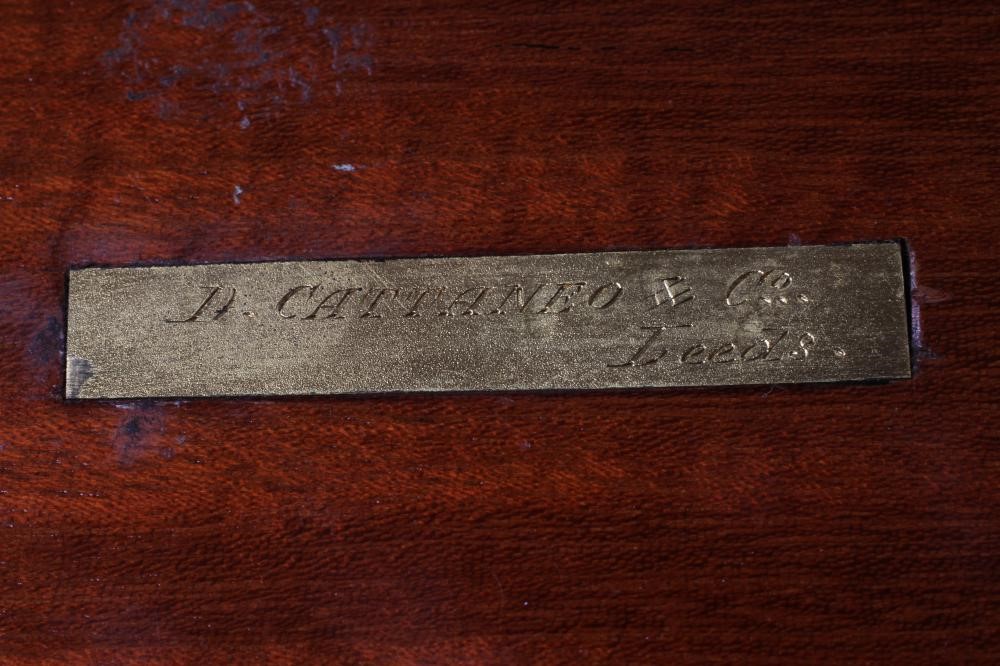 D. CATTANEO & Co.
Leeds.